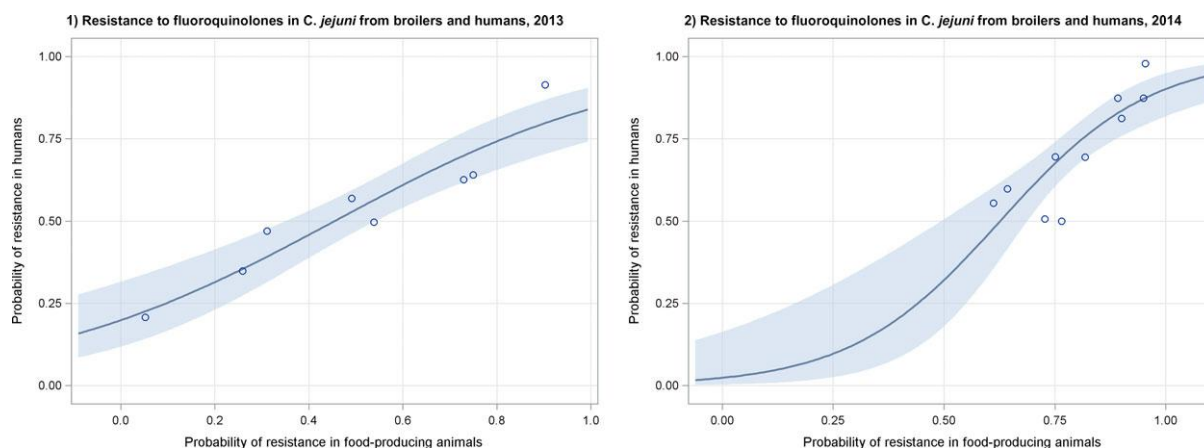 1) Resistance to fluoroquinolones in C. jejuni from broilers and humans, 2013
1.00
0.75
0.50
0.25
0.00
Probability of resistance in humans
0.0 0.2 0.4 0.6 0.8 1.0
Probability of resistance in food-producing animals
2) Resistance to fluoroquinolones in C. jejuni from broilers and humans, 2014
1.00
0.75
0.50
0.25
0.00
Probability of resistance in humans
0.00 0.25 0.50 0.75 1.00
Probability of resistance in food-producing animals